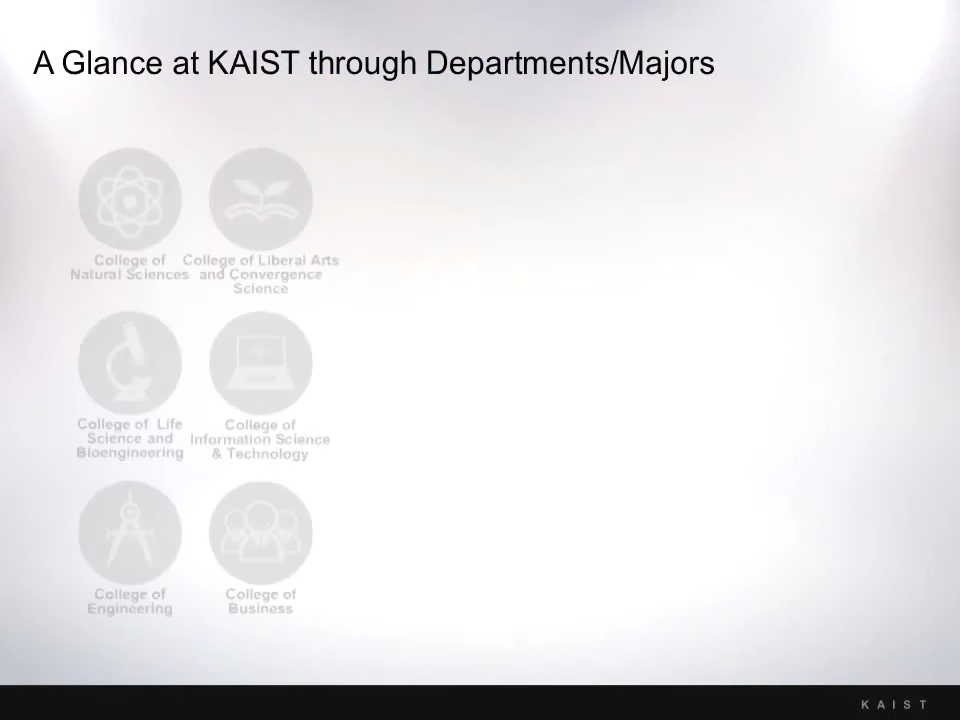 A Glance at KAIST through Departments/Majors
College of
Natural Sciences
College of Liberal Arts
and Convergence
Science
College of Life
Science and
Bioengineering
College of
Information Science
& Technology
College of
Engineering
College of
Business
KAIST